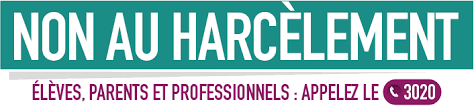 NON AU HARCÈLEMENT
ÉLÈVES, PARENTS ET PROFESSIONNELS : APPELEZ LE 3020